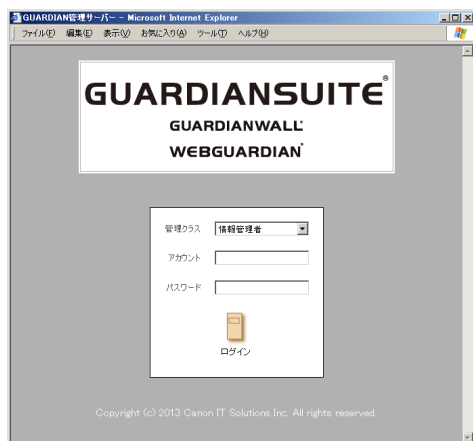 GUARDIAN管理サーバー - Microsoft Internet Explorer
ファイル(F) 編集(E) 表示(V) お気に入り(A) ツール(T) ヘルプ(H)
GUARDIANSUITE®
GUARDIANWALL
WEBGUARDIAN
管理クラス 情報管理者
アカウント
パスワード
ログイン
Copyright (c) 2013 Canon IT Solutions Inc. All rights reserved.